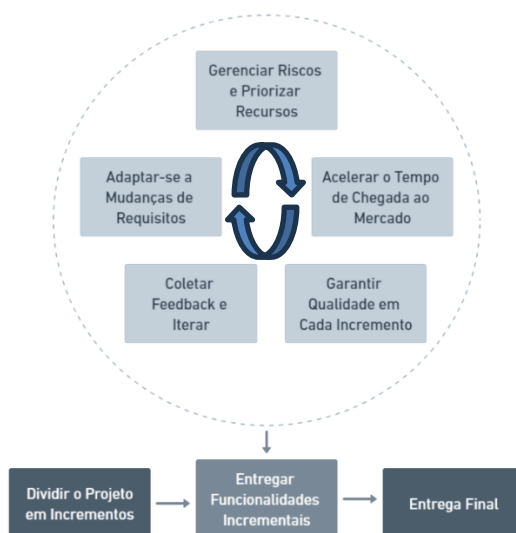 Gerenciar Riscos
e Priorizar
Recursos
Adaptar-se a
Mudanças de
Requisitos
Acelerar o Tempo
de Chegada ao
Mercado
Coletar
Feedback e
Iterar
Garantir
Qualidade em
Cada Incremento
Dividir o Projeto
em Incrementos
Entregar
Funcionalidades
Incrementais
Entrega Final